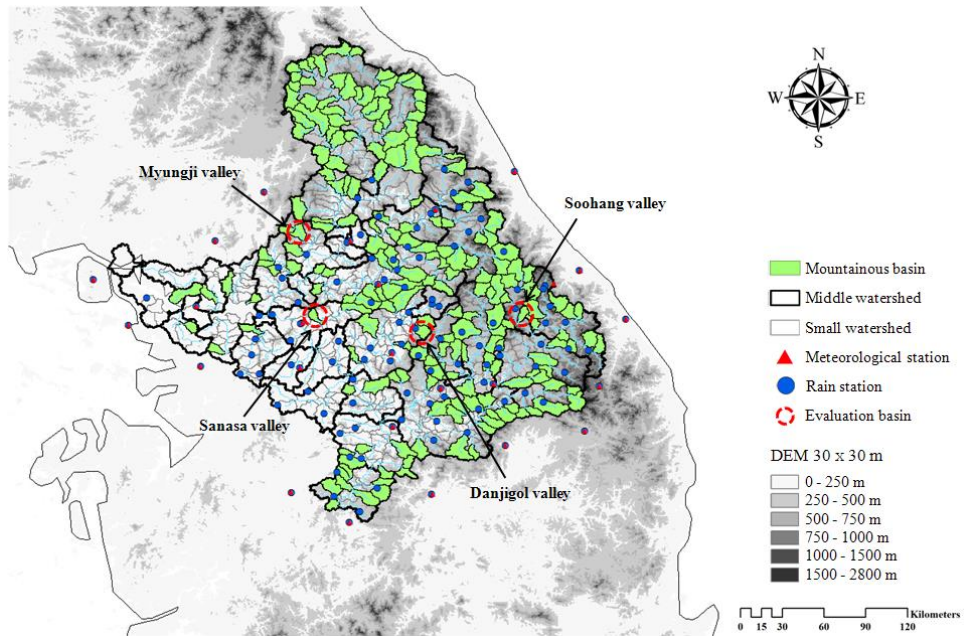 N
W E
S
Myungji valley
Soohang valley
Sanasa valley
Danjigol valley
Mountainous basin
Middle watershed
Small watershed
Meteorological station
Rain station
Evaluation basin
DEM 30 x 30 m
0 - 250 m
250 - 500 m
500 - 750 m
750 - 1000 m
1000 - 1500 m
1500 - 2800 m
Kilometers
0 15 30 60 90 120